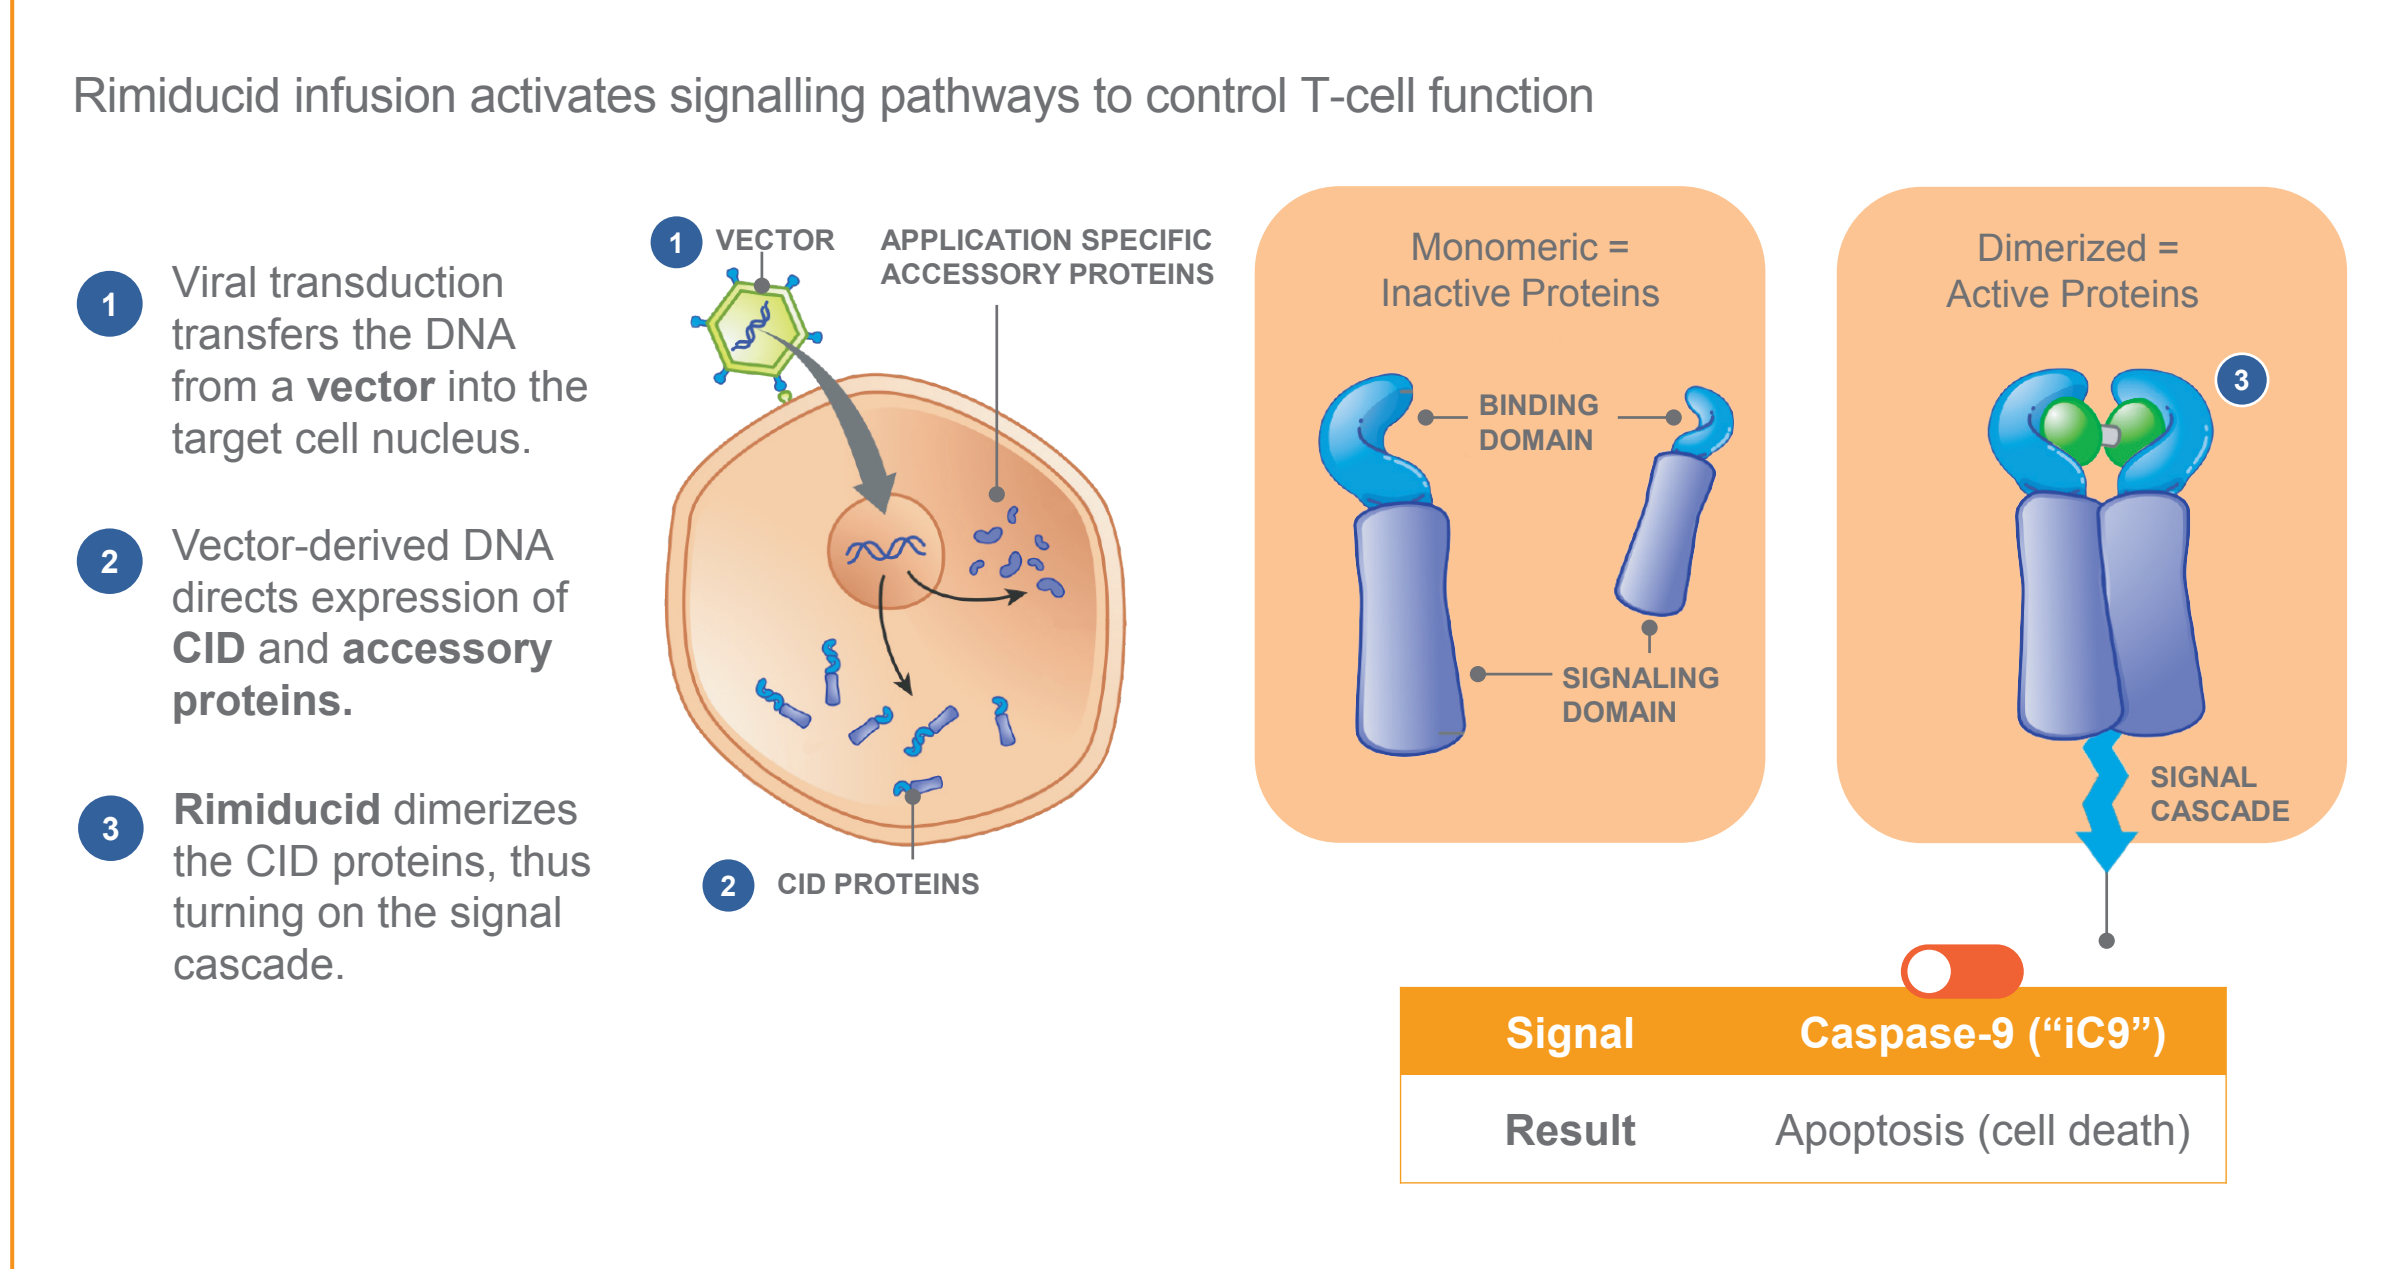 Rimiducid infusion activates signalling pathways to control T-cell function
1
Viral transduction
transfers the DNA
from a vector into the
target cell nucleus.
2
Vector-derived DNA
directs expression of
CID and accessory
proteins.
3
Rimiducid dimerizes
the CID proteins, thus
turning on the signal
cascade.
1
VECTOR
APPLICATION SPECIFIC
ACCESSORY PROTEINS
2
CID PROTEINS
Monomeric =
Inactive Proteins
BINDING
DOMAIN
SIGNALING
DOMAIN
Dimerized =
Active Proteins
3
SIGNAL
CASCADE
Signal
Caspase-9 (“iC9”)
Result
Apoptosis (cell death)